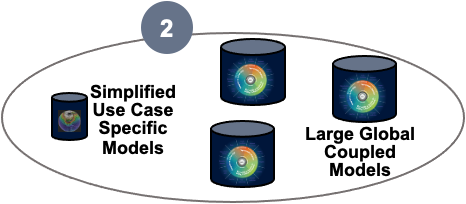 2
Simplified
Use Case
Specific
Models
Large Global
Coupled
Models